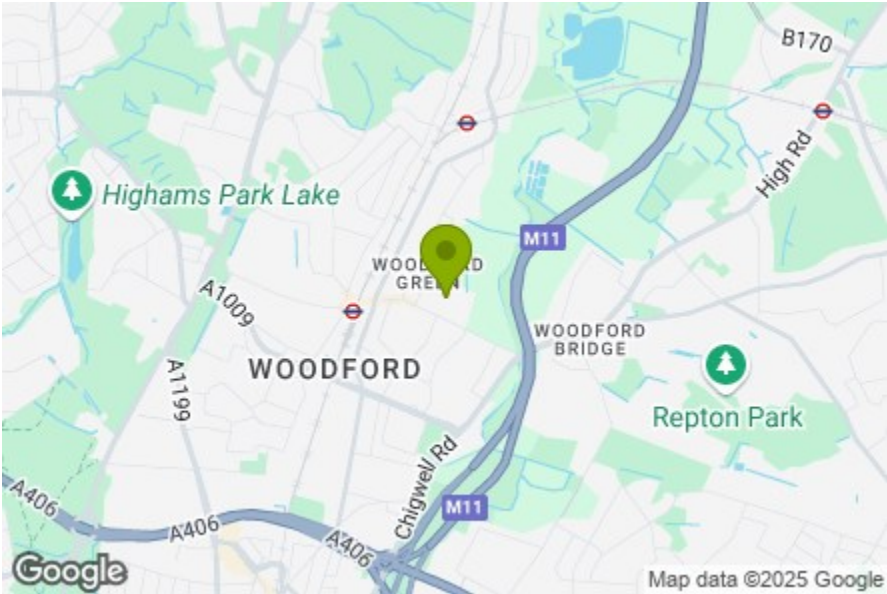 B170
High Rd
Highams Park Lake
M11
WOODFORD
GREEN
A1009
WOODFORD
BRIDGE
WOODFORD
A1199
Repton Park
Chigwell Rd
M11
A406
A406
A406
Google
Map data ©2025 Google